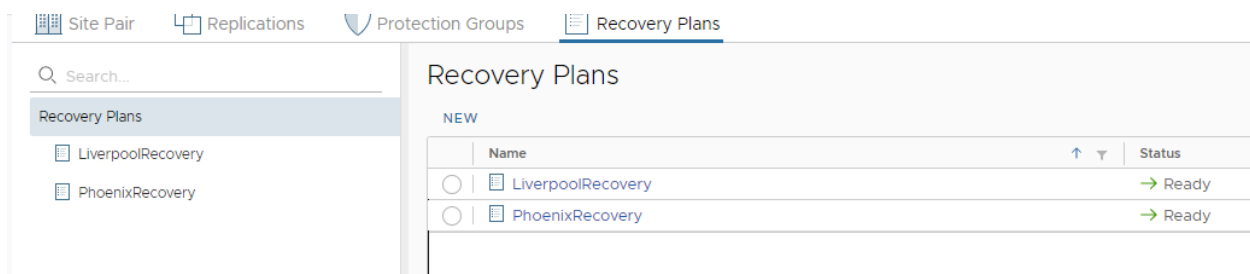 Site Pair Replications Protection Groups Recovery Plans
Search...
Recovery Plans
LiverpoolRecovery
PhoenixRecovery
Recovery Plans
NEW
Name Status
LiverpoolRecovery Ready
PhoenixRecovery Ready